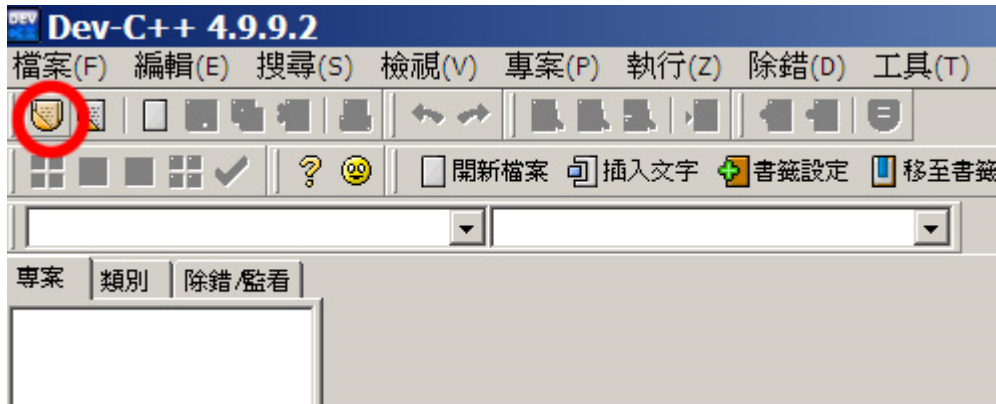 Dev-C++ 4.9.9.2
檔案(F) 編輯(E) 搜尋(S) 檢視(V) 專案(P) 執行(Z) 除錯(D) 工具(T)
開新檔案 插入文字 書籤設定 移至書籤
專案 類別 除錯/監看